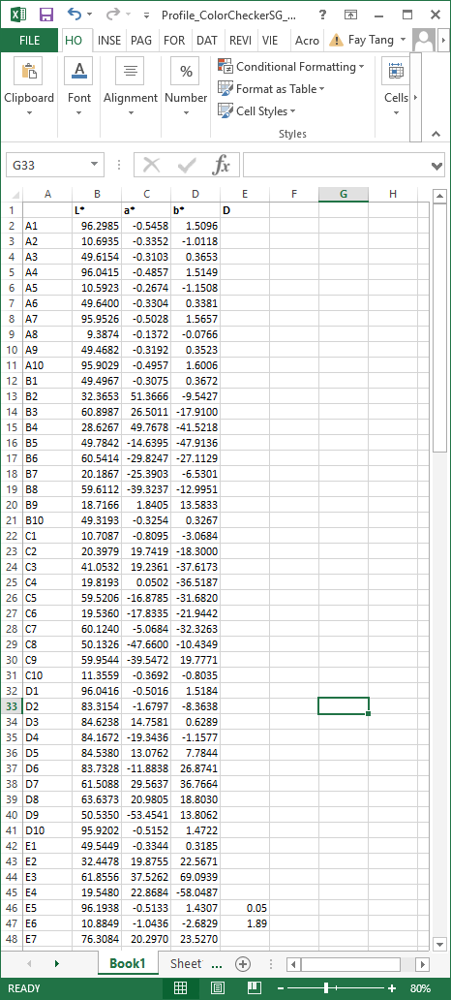 Profile_ColorCheckerSG_...
?
FILE HO INSE PAG FOR DAT REVI VIE Acro Fay Tang
Clipboard
Font
Alignment
Number
%
Conditional Formatting
Format as Table
Cell Styles
Styles
Cells
G33
fx
A B C D E F G H
1 L* a* b* D
2 A1 96.2985 -0.5458 1.5096
3 A2 10.6935 -0.3352 -1.0118
4 A3 49.6154 -0.3103 0.3653
5 A4 96.0415 -0.4857 1.5149
6 A5 10.5923 -0.2674 -1.1508
7 A6 49.6400 -0.3304 0.3381
8 A7 95.9526 -0.5028 1.5657
9 A8 9.3874 -0.1372 -0.0766
10 A9 49.4682 -0.3192 0.3523
11 A10 95.9029 -0.4957 1.6006
12 B1 49.4967 -0.3075 0.3672
13 B2 32.3653 51.3666 -9.5427
14 B3 60.8987 26.5011 -17.9100
15 B4 28.6267 49.7678 -41.5218
16 B5 49.7842 -14.6395 -47.9136
17 B6 60.5414 -29.8247 -27.1129
18 B7 20.1867 -25.3903 -6.5301
19 B8 59.6112 -39.3237 -12.9951
20 B9 18.7166 1.8405 13.5833
21 B10 49.3193 -0.3254 0.3267
22 C1 10.7087 -0.8095 -3.0684
23 C2 20.3979 19.7419 -18.3000
24 C3 41.0532 19.2361 -37.6173
25 C4 19.8193 0.0502 -36.5187
26 C5 59.5206 -16.8785 -31.6820
27 C6 19.5360 -17.8335 -21.9442
28 C7 60.1240 -5.0684 -32.3263
29 C8 50.1326 -47.6600 -10.4349
30 C9 59.9544 -39.5472 19.7771
31 C10 11.3559 -0.3692 -0.8035
32 D1 96.0416 -0.5016 1.5184
33 D2 83.3154 -1.6797 -8.3638
34 D3 84.6238 14.7581 0.6289
35 D4 84.1672 -19.3436 -1.1577
36 D5 84.5380 13.0762 7.7844
37 D6 83.7328 -11.8838 26.8741
38 D7 61.5088 29.5637 36.7664
39 D8 63.6373 20.9805 18.8030
40 D9 50.5350 -53.4541 13.8062
41 D10 95.9202 -0.5152 1.4722
42 E1 49.5449 -0.3344 0.3185
43 E2 32.4478 19.8755 22.5671
44 E3 61.8556 37.5262 69.0939
45 E4 19.5480 22.8684 -58.0487
46 E5 96.1938 -0.5133 1.4307 0.05
47 E6 10.8849 -1.0436 -2.6829 1.89
48 E7 76.3084 20.2970 23.5270
Book1 Sheet ...
READY 80%